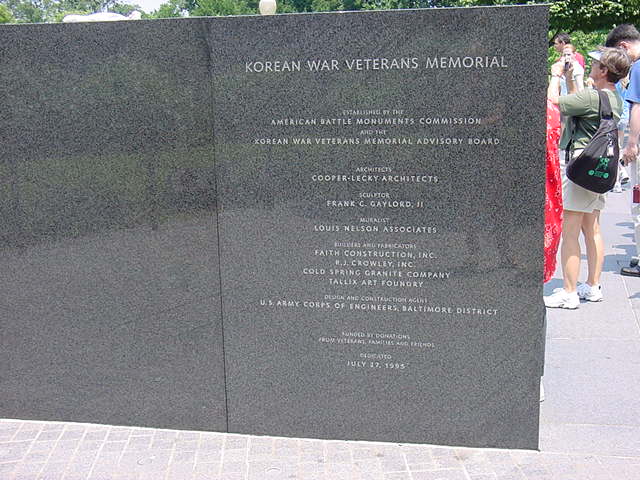 KOREAN WAR VETERANS MEMORIAL
ESTABLISHED BY THE
AMERICAN BATTLE MONUMENTS COMMISSION
AND THE
KOREAN WAR VETERANS MEMORIAL ADVISORY BOARD
ARCHITECTS
COOPER-LECKY ARCHITECTS
SCULPTOR
FRANK C. GAYLORD, II
MURALIST
LOUIS NELSON ASSOCIATES
BUILDERS AND FABRICATORS
FAITH CONSTRUCTION, INC.
R.J. CROWLEY, INC.
COLD SPRING GRANITE COMPANY
TALLIX ART FOUNDRY
DESIGN AND CONSTRUCTION AGENT
U.S. ARMY CORPS OF ENGINEERS, BALTIMORE DISTRICT
FUNDED BY DONATIONS
FROM VETERANS, FAMILIES AND FRIENDS
DEDICATED
JULY 27, 1995